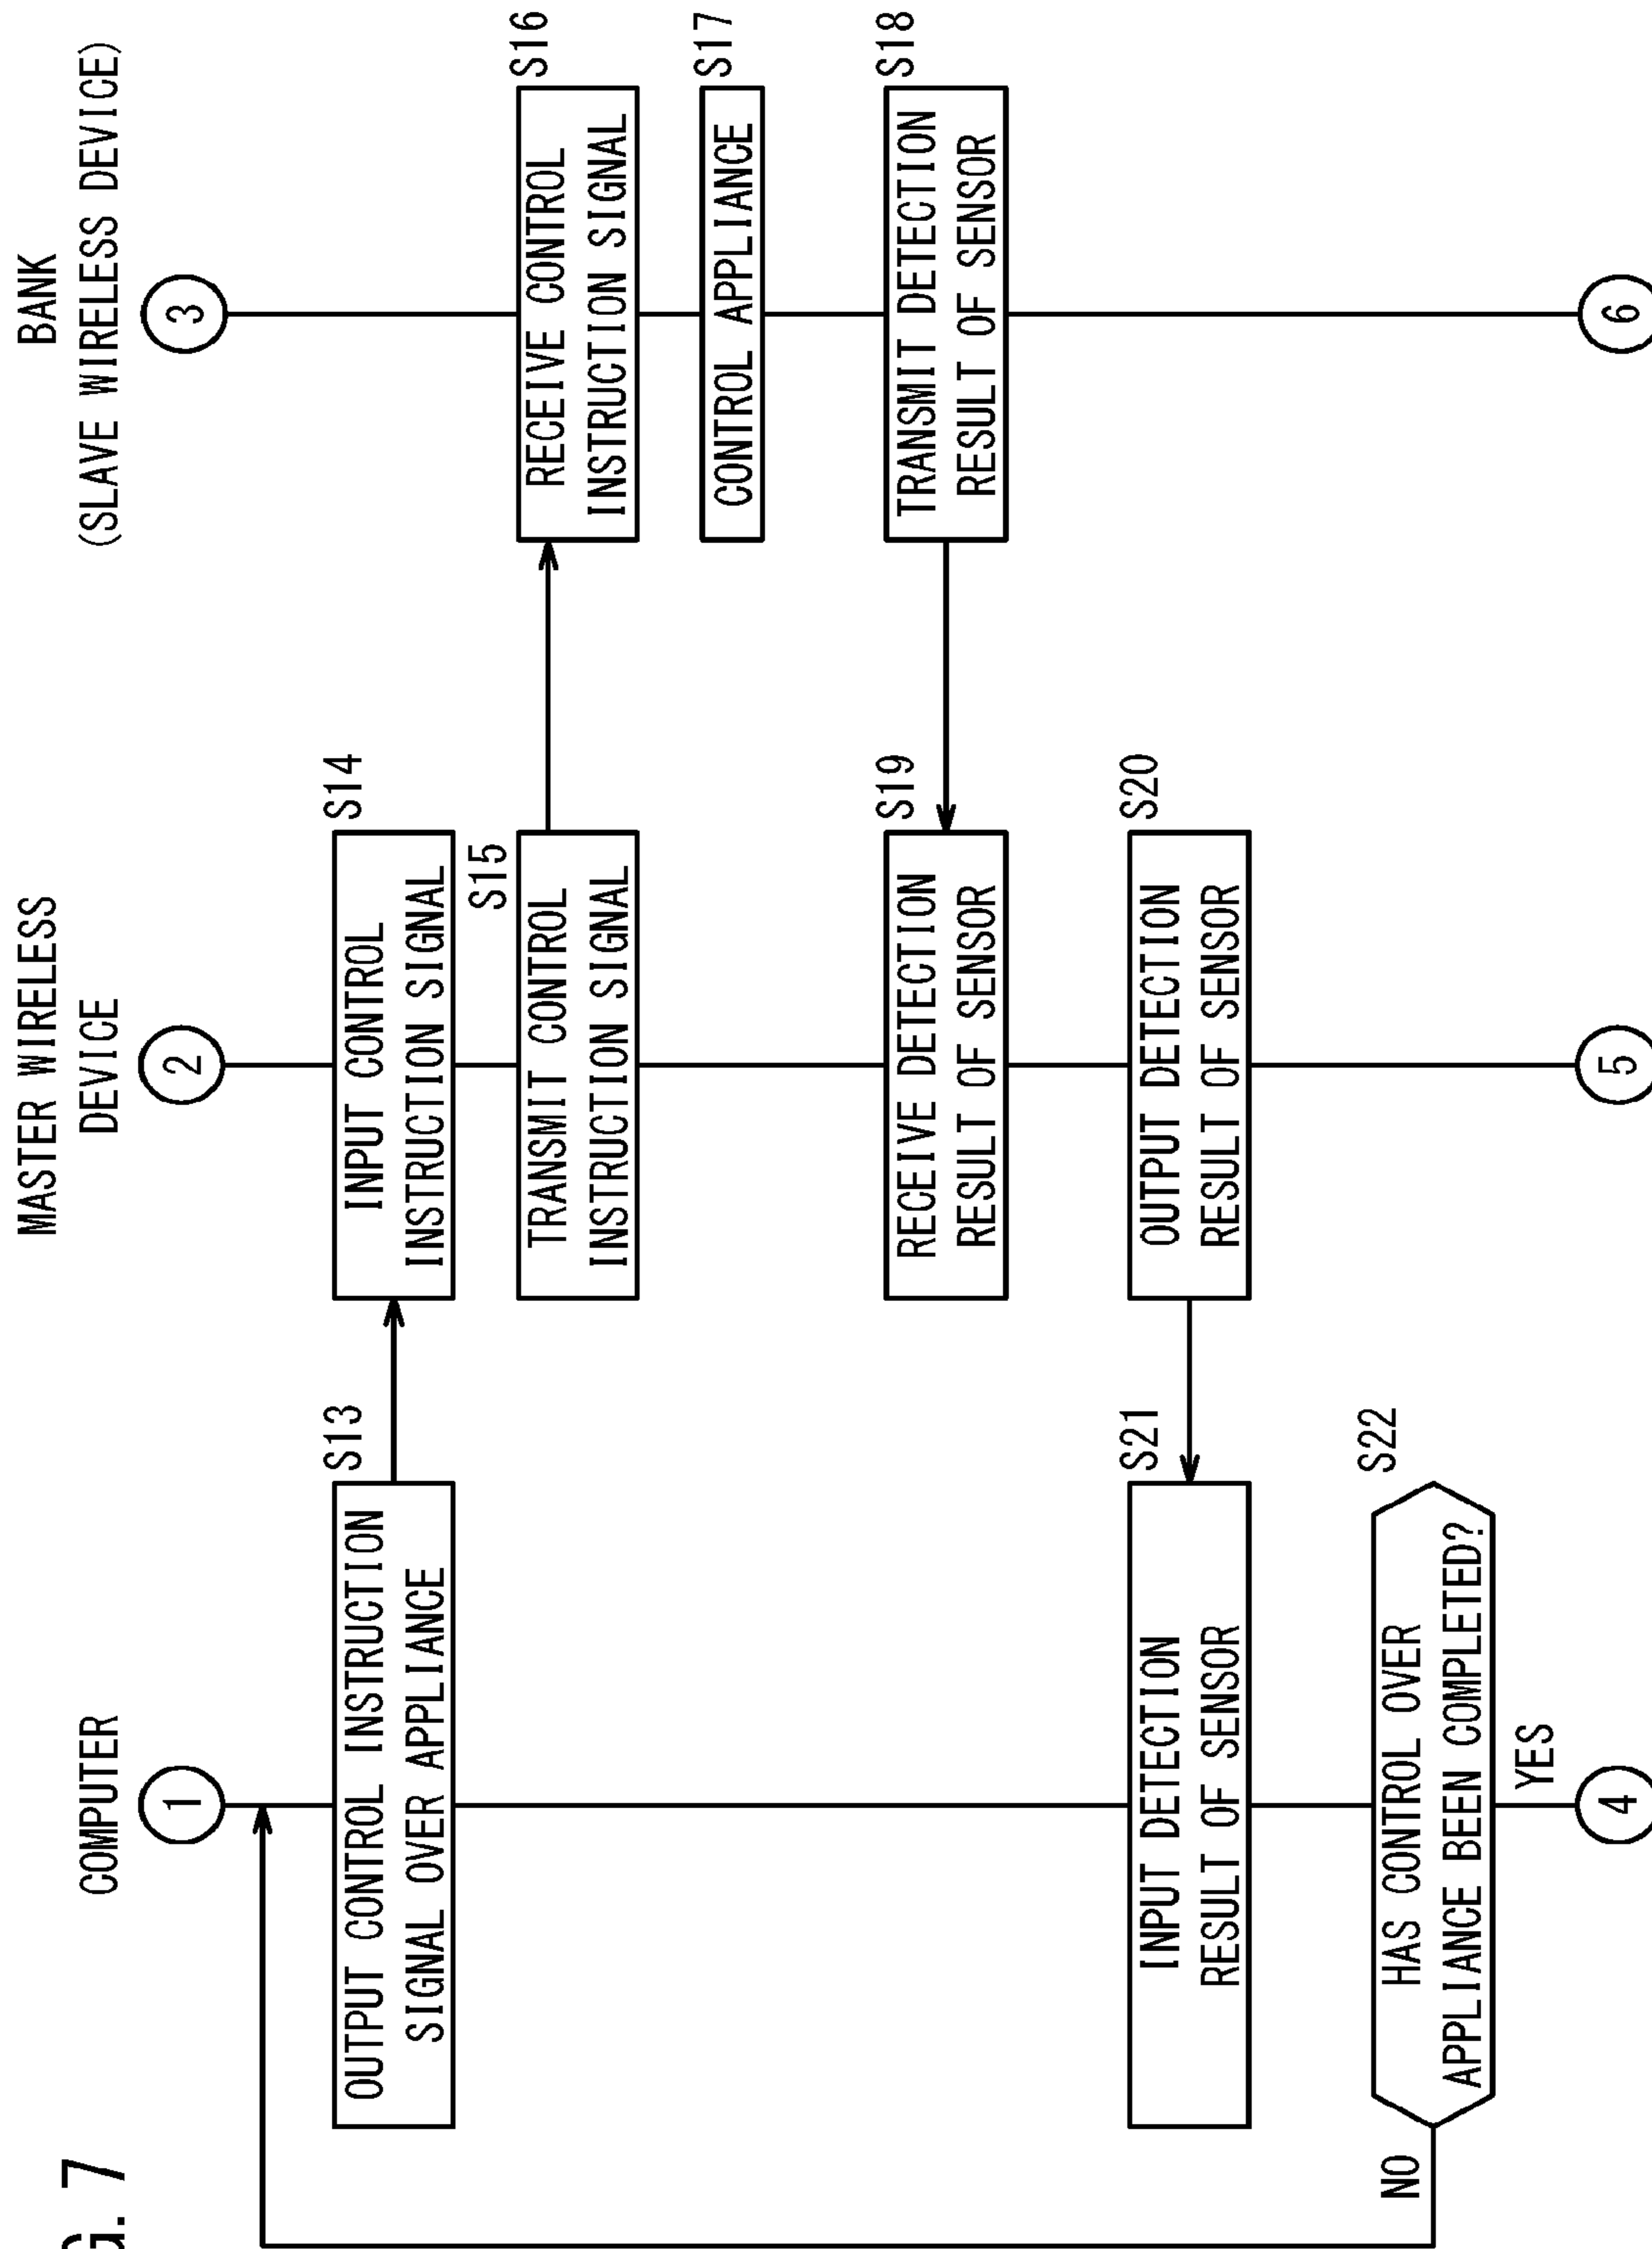 G. 7
COMPUTER
MASTER WIRELESS
DEVICE
BANK
(SLAVE WIRELESS DEVICE)
1
2
3
S13
OUTPUT CONTROL INSTRUCTION
SIGNAL OVER APPLIANCE
S14
INPUT CONTROL
INSTRUCTION SIGNAL
S15
TRANSMIT CONTROL
INSTRUCTION SIGNAL
S16
RECEIVE CONTROL
INSTRUCTION SIGNAL
S17
CONTROL APPLIANCE
S18
TRANSMIT DETECTION
RESULT OF SENSOR
S19
RECEIVE DETECTION
RESULT OF SENSOR
S20
OUTPUT DETECTION
RESULT OF SENSOR
S21
INPUT DETECTION
RESULT OF SENSOR
S22
HAS CONTROL OVER
APPLIANCE BEEN COMPLETED?
NO
YES
4
5
6